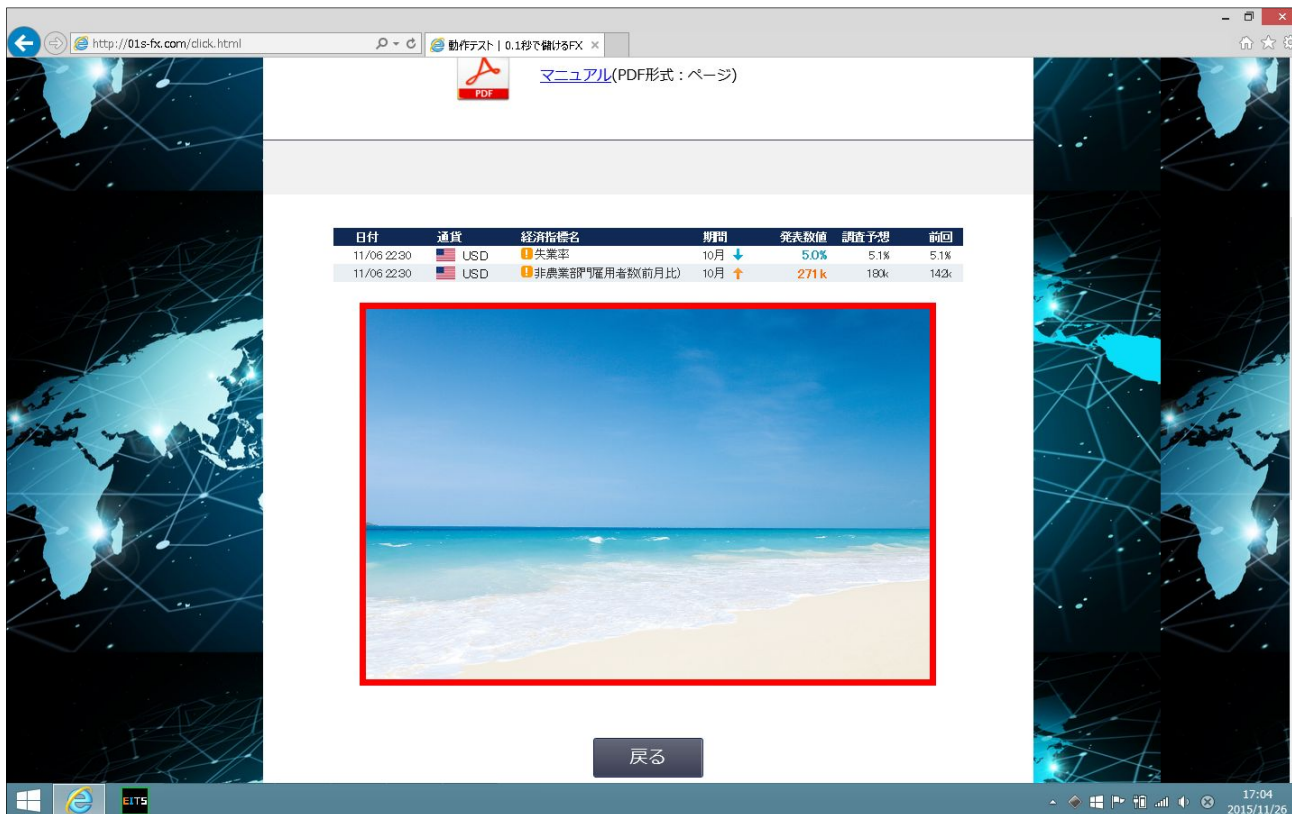 http://01s-fx.com/click.html
動作テスト | 0.1秒で儲けるFX ×
PDF
マニュアル(PDF形式：ページ)
日付 通貨 経済指標名 期間 発表数値 調査予想 前回
11/06 22:30 USD 失業率 10月 ↓ 5.0% 5.1% 5.1%
11/06 22:30 USD 非農業部門雇用者数(前月比) 10月 ↑ 271k 180k 142k
戻る
EITS
17:04
2015/11/26